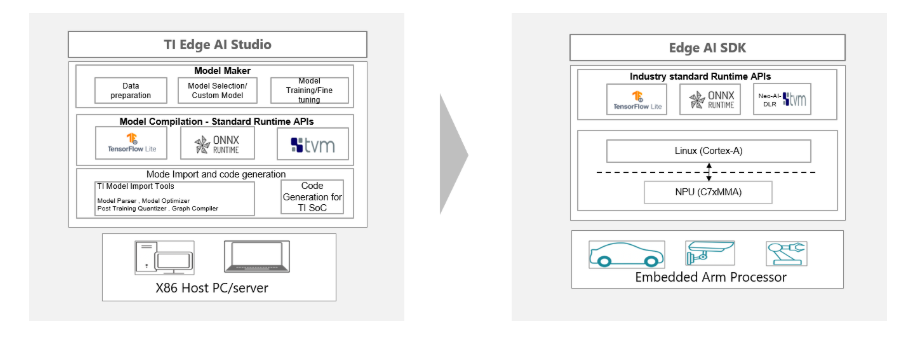 TI Edge AI Studio
Model Maker
Data
preparation
Model Selection/
Custom Model
Model
Training/Fine
tuning
Model Compilation - Standard Runtime APIs
TensorFlow Lite
ONNX
RUNTIME
tvm
Mode Import and code generation
TI Model Import Tools
Model Parser . Model Optimizer
Post Training Quantizer . Graph Compiler
Code
Generation for
TI SoC
X86 Host PC/server
Edge AI SDK
Industry standard Runtime APIs
TensorFlow Lite
ONNX
RUNTIME
Neo-AI-
DLR
tvm
Linux (Cortex-A)
NPU (C7xMMA)
Embedded Arm Processor